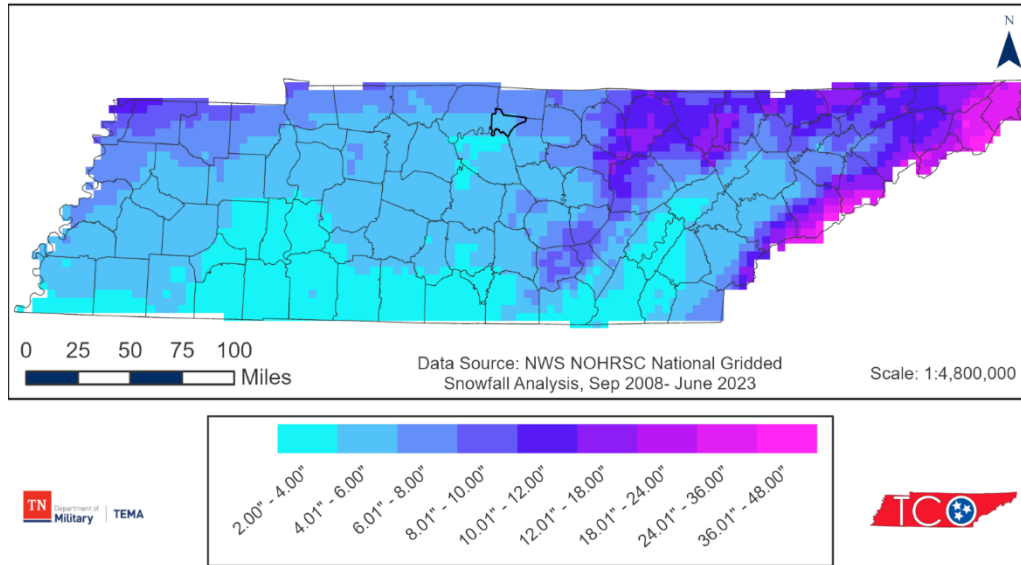 N
0 25 50 75 100
Miles
Data Source: NWS NOHRSC National Gridded
Snowfall Analysis, Sep 2008- June 2023
Scale: 1:4,800,000
2.00" - 4.00"
4.01" - 6.00"
6.01" - 8.00"
8.01" - 10.00"
10.01" - 12.00"
12.01" - 18.00"
18.01" - 24.00"
24.01" - 36.00"
36.01" - 48.00"
TN
Department of
Military
TEMA
TCO